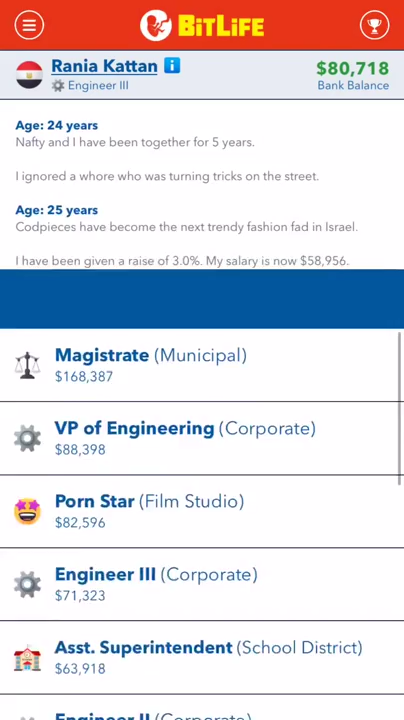 BitLife
Rania Kattan
Engineer III
$80,718
Bank Balance
Age: 24 years
Nafty and I have been together for 5 years.
I ignored a whore who was turning tricks on the street.
Age: 25 years
Codpieces have become the next trendy fashion fad in Israel.
I have been given a raise of 3.0%. My salary is now $58,956.
Magistrate (Municipal)
$168,387
VP of Engineering (Corporate)
$88,398
Porn Star (Film Studio)
$82,596
Engineer III (Corporate)
$71,323
Asst. Superintendent (School District)
$63,918
Engineer II (Corporate)